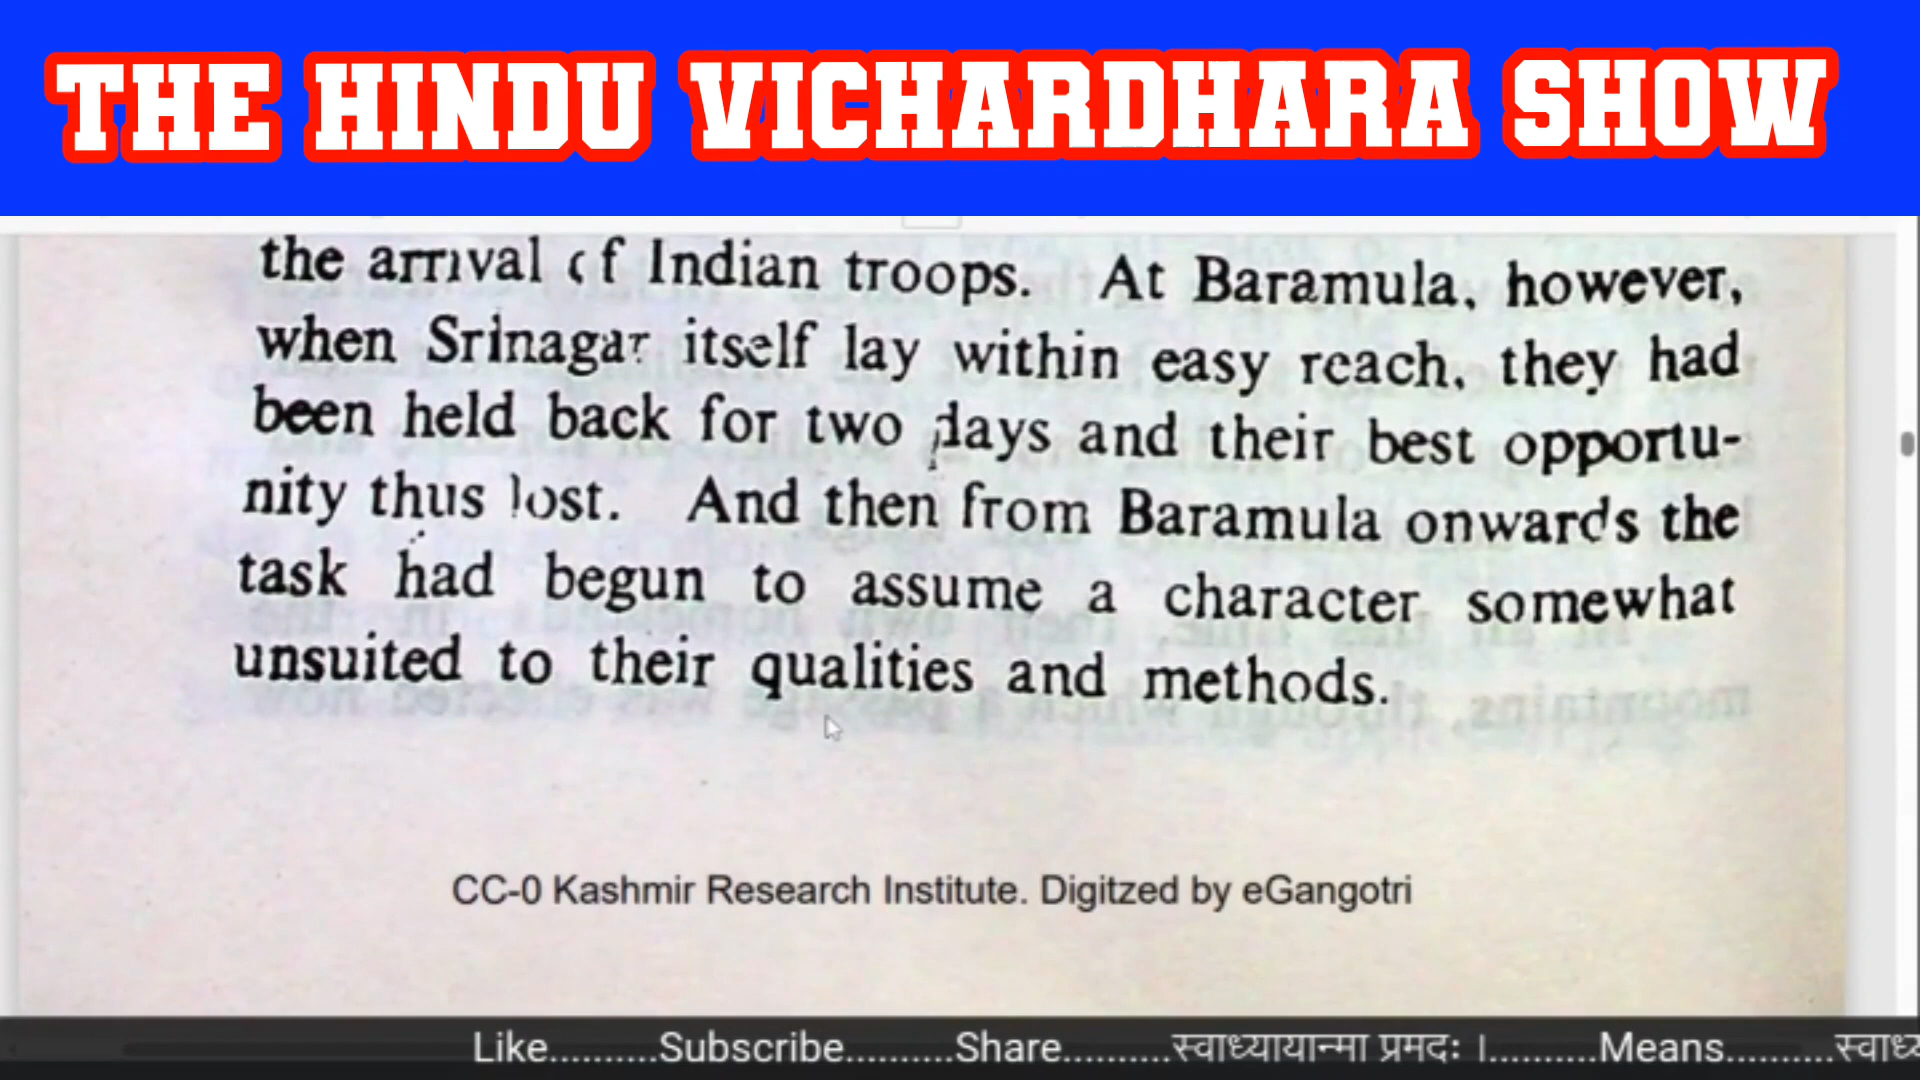 THE HINDU VICHARDHARA SHOW
the arrival of Indian troops. At Baramula, however,
when Srinagar itself lay within easy reach, they had
been held back for two days and their best opportu-
nity thus lost. And then from Baramula onwards the
task had begun to assume a character somewhat
unsuited to their qualities and methods.
CC-0 Kashmir Research Institute. Digitzed by eGangotri
Like..........Subscribe..........Share..........स्वाध्यायान्मा प्रमदः ।..........Means..........